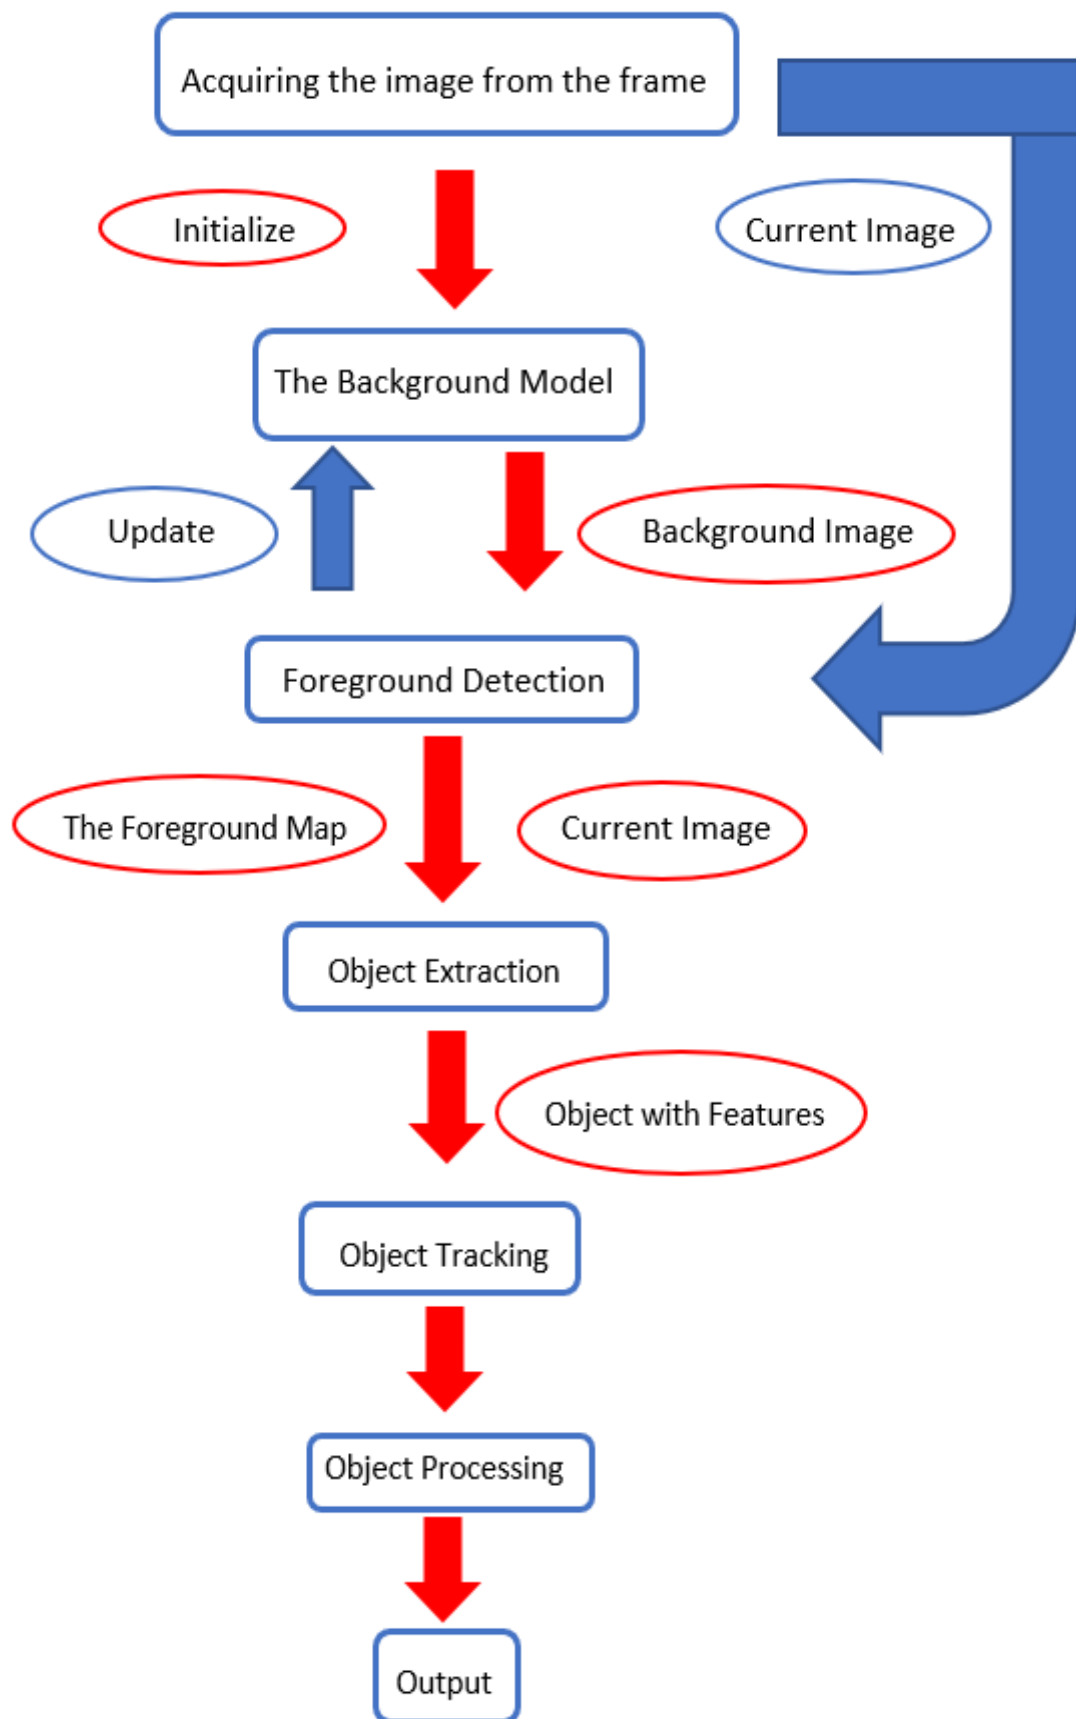 Acquiring the image from the frame
Initialize
Current Image
The Background Model
Update
Background Image
Foreground Detection
The Foreground Map
Current Image
Object Extraction
Object with Features
Object Tracking
Object Processing
Output